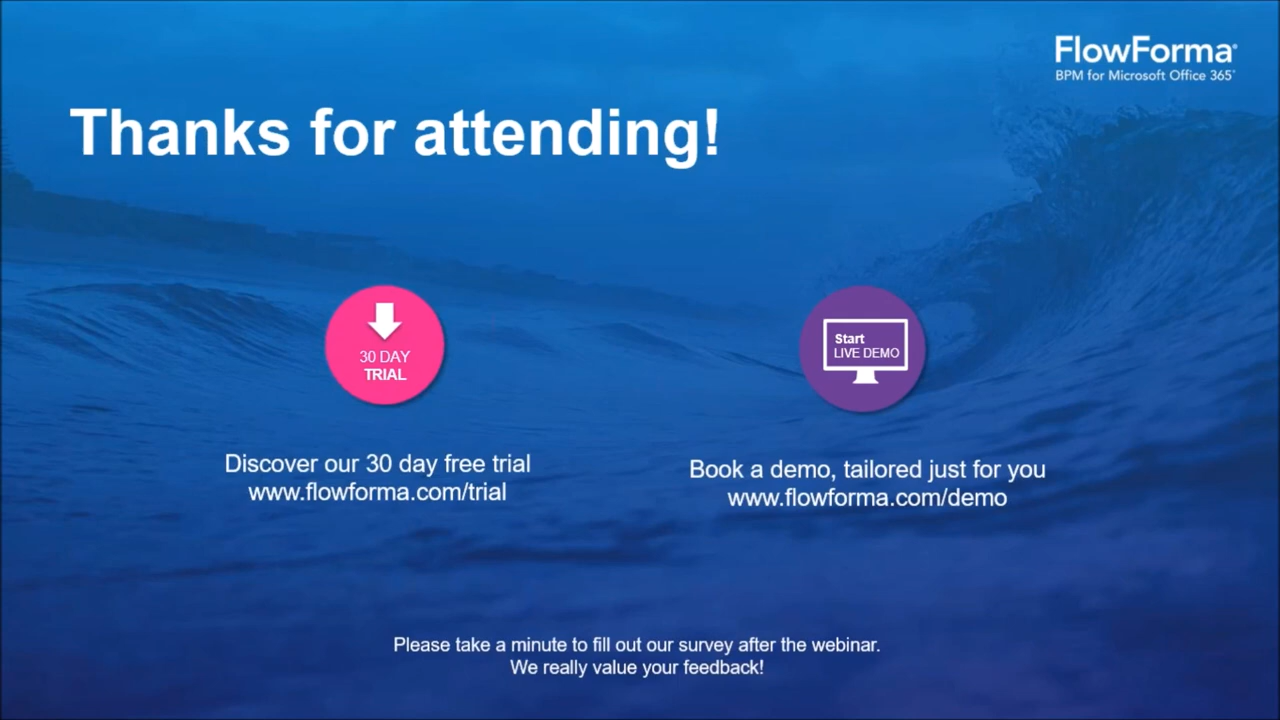 FlowForma®
BPM for Microsoft Office 365®
Thanks for attending!
30 DAY
TRIAL
Start
LIVE DEMO
Discover our 30 day free trial
www.flowforma.com/trial
Book a demo, tailored just for you
www.flowforma.com/demo
Please take a minute to fill out our survey after the webinar.
We really value your feedback!